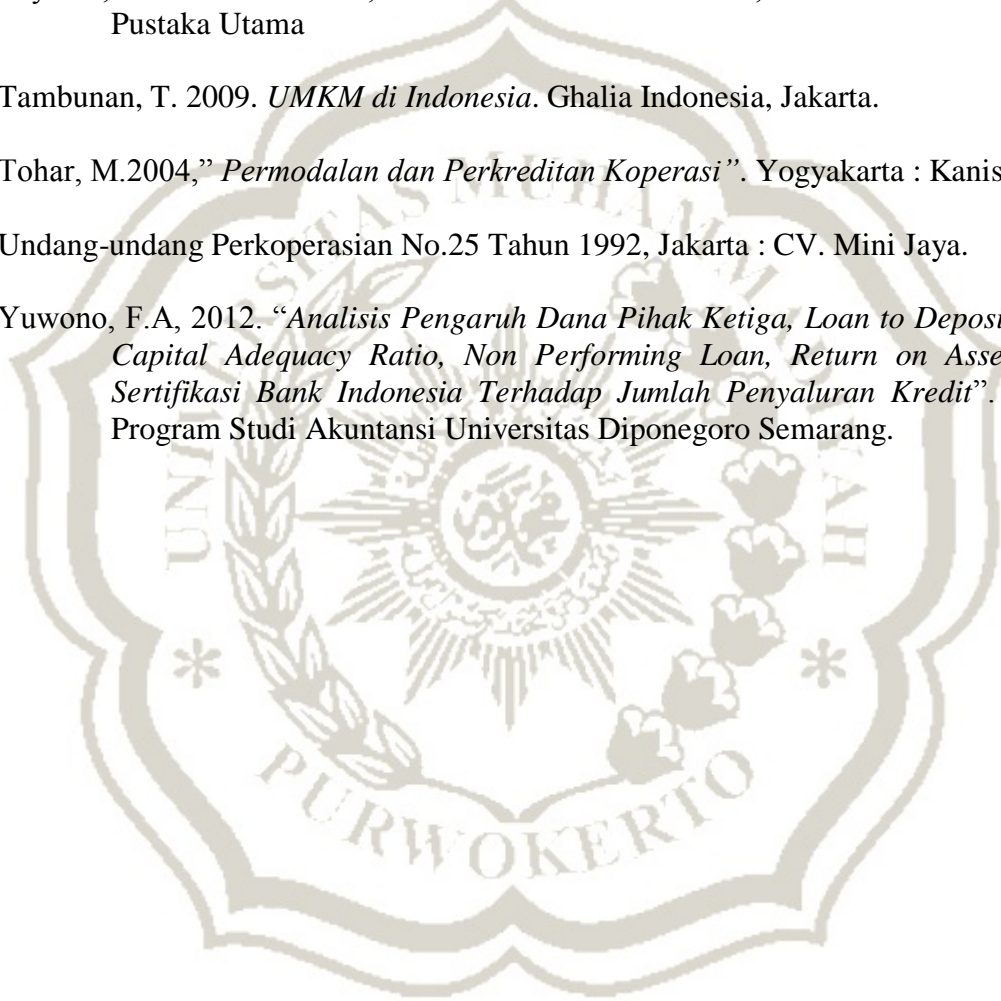 Pustaka Utama
Tambunan, T. 2009. UMKM di Indonesia. Ghalia Indonesia, Jakarta.
Tohar, M.2004,” Permodalan dan Perkreditan Koperasi”. Yogyakarta : Kanis
Undang-undang Perkoperasian No.25 Tahun 1992, Jakarta : CV. Mini Jaya.
Yuwono, F.A, 2012. “Analisis Pengaruh Dana Pihak Ketiga, Loan to Deposi
Capital Adequacy Ratio, Non Performing Loan, Return on Asse
Sertifikasi Bank Indonesia Terhadap Jumlah Penyaluran Kredit”.
Program Studi Akuntansi Universitas Diponegoro Semarang.
UNIVERSITAS MUHAMMADIYAH
PURWOKERTO